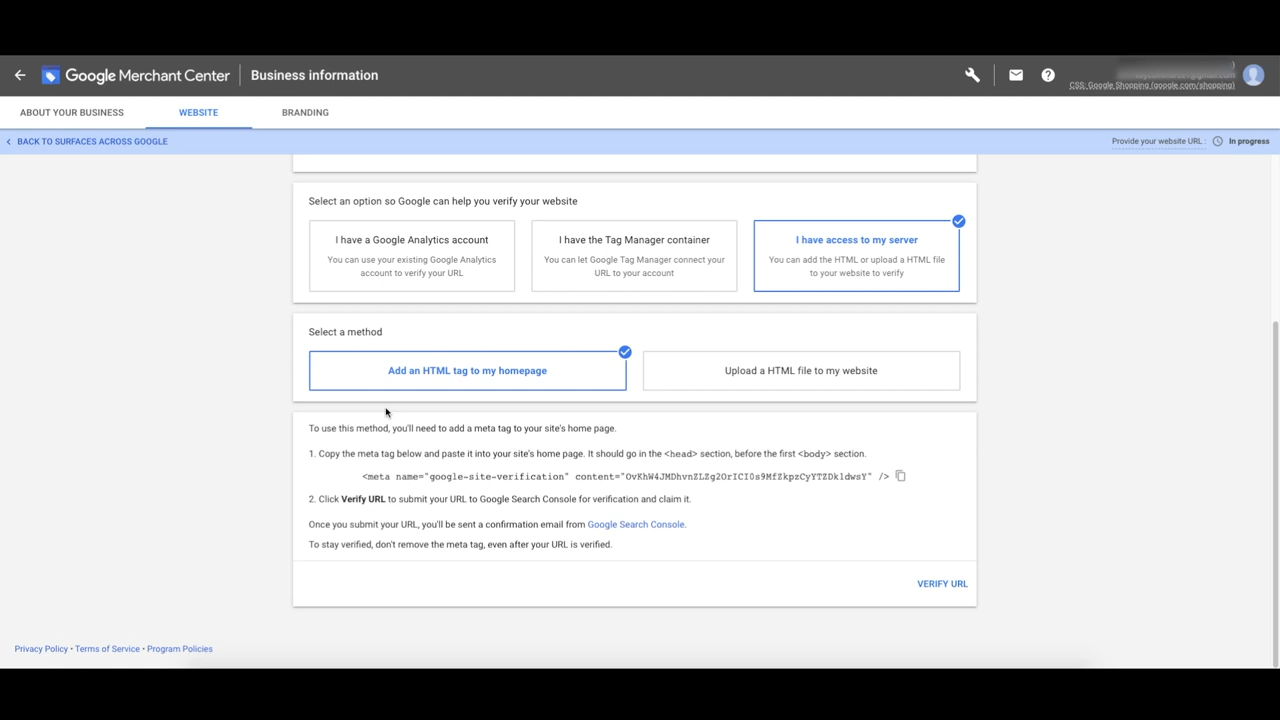 Google Merchant Center
Business information
CSS: Google Shopping (google.com/shopping)
ABOUT YOUR BUSINESS
WEBSITE
BRANDING
BACK TO SURFACES ACROSS GOOGLE
Provide your website URL :
In progress
Select an option so Google can help you verify your website
I have a Google Analytics account
You can use your existing Google Analytics
account to verify your URL
I have the Tag Manager container
You can let Google Tag Manager connect your
URL to your account
I have access to my server
You can add the HTML or upload a HTML file
to your website to verify
Select a method
Add an HTML tag to my homepage
Upload a HTML file to my website
To use this method, you'll need to add a meta tag to your site's home page.
1. Copy the meta tag below and paste it into your site's home page. It should go in the <head> section, before the first <body> section.
<meta name="google-site-verification" content="OvKhW4JMDhvnZLZg2OrICI0s9MfZkpzCyYTZDkldwsY" />
2. Click Verify URL to submit your URL to Google Search Console for verification and claim it.
Once you submit your URL, you'll be sent a confirmation email from Google Search Console.
To stay verified, don't remove the meta tag, even after your URL is verified.
VERIFY URL
Privacy Policy • Terms of Service • Program Policies